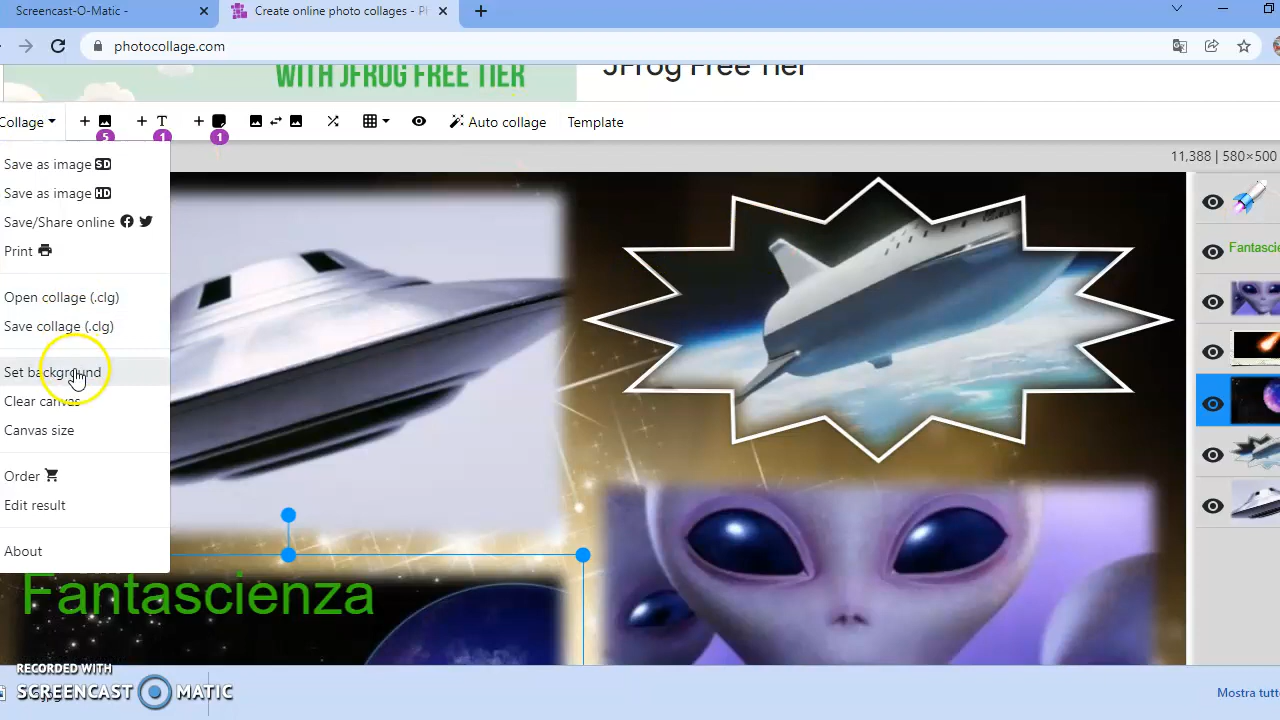 Screencast-O-Matic -
Create online photo collages - Ph
photocollage.com
WITH JFROG FREE TIER
JFrog Free Tier
Collage
Auto collage
Template
5
1
1
Save as image SD
Save as image HD
Save/Share online
Print
Open collage (.clg)
Save collage (.clg)
Set background
Clear canvas
Canvas size
Order
Edit result
About
11,388 | 580×500
Fantascie
Fantascienza
RECORDED WITH
SCREENCAST MATIC
Mostra tutt